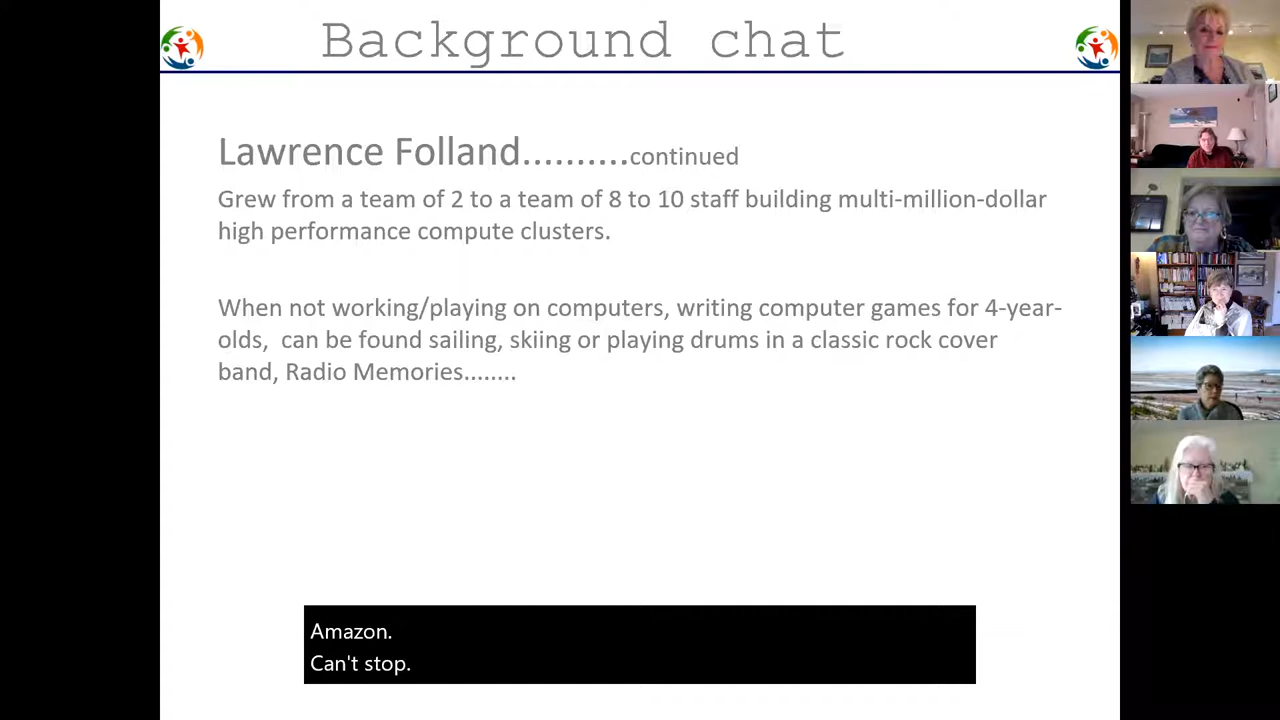 Background chat
Lawrence Folland..........continued
Grew from a team of 2 to a team of 8 to 10 staff building multi-million-dollar
high performance compute clusters.
When not working/playing on computers, writing computer games for 4-year-
olds,  can be found sailing, skiing or playing drums in a classic rock cover
band, Radio Memories........
Amazon.
Can't stop.